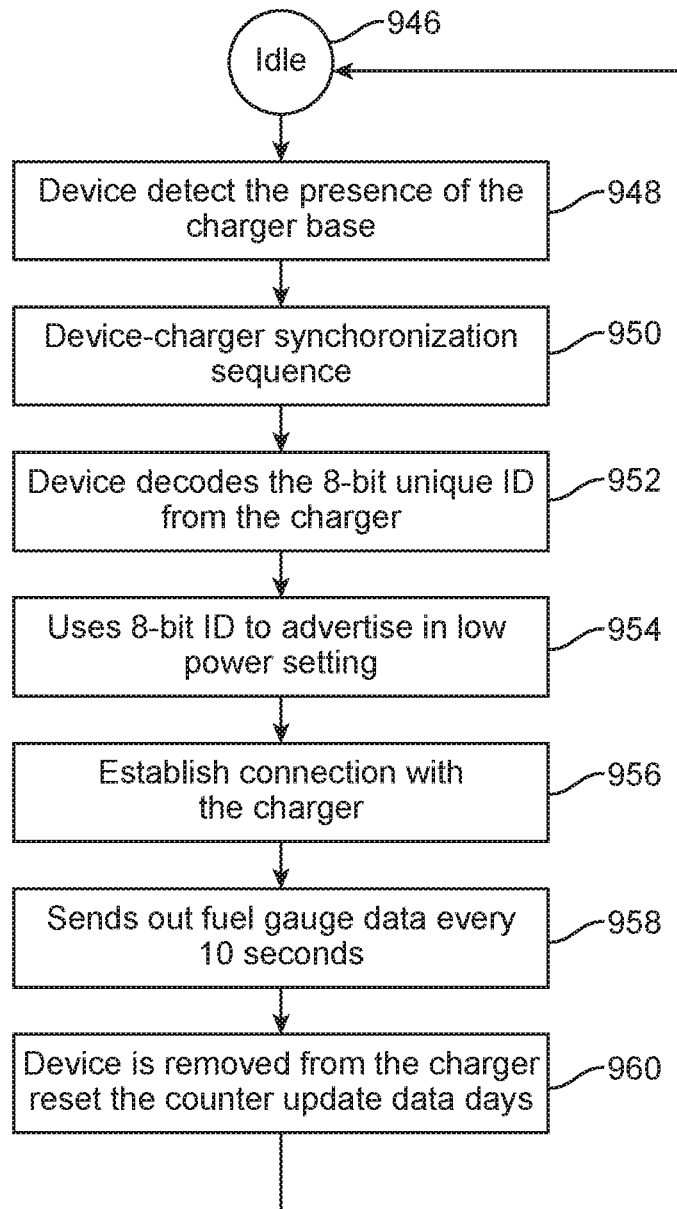 946
Idle
Device detect the presence of the
charger base
948
Device-charger synchoronization
sequence
950
Device decodes the 8-bit unique ID
from the charger
952
Uses 8-bit ID to advertise in low
power setting
954
Establish connection with
the charger
956
Sends out fuel gauge data every
10 seconds
958
Device is removed from the charger
reset the counter update data days
960